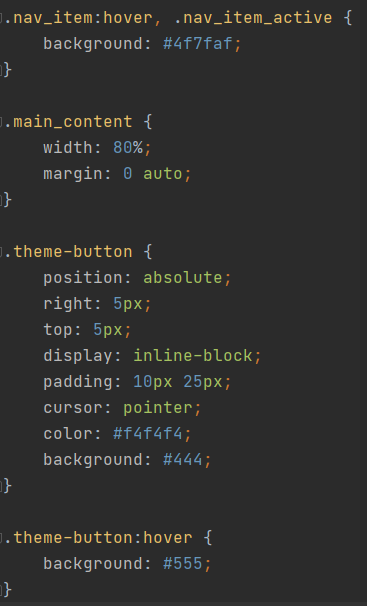 .nav_item:hover, .nav_item_active {
    background: #4f7faf;
}

.main_content {
    width: 80%;
    margin: 0 auto;
}

.theme-button {
    position: absolute;
    right: 5px;
    top: 5px;
    display: inline-block;
    padding: 10px 25px;
    cursor: pointer;
    color: #f4f4f4;
    background: #444;
}

.theme-button:hover {
    background: #555;
}